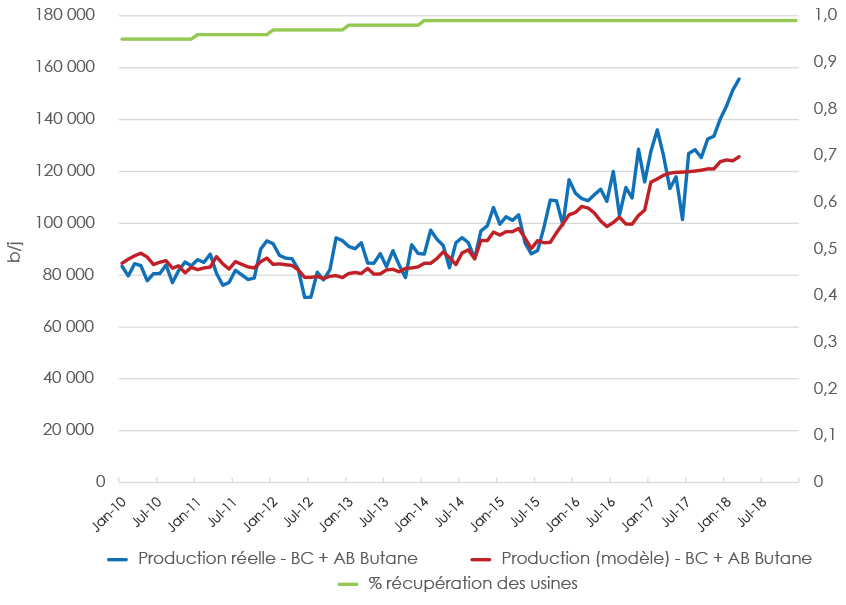 180 000
160 000
140 000
120 000
100 000
80 000
60 000
40 000
20 000
0
b/j
1,0
0,9
0,8
0,7
0,6
0,5
0,4
0,3
0,2
0,1
0
Jan-10
Jul-10
Jan-11
Jul-11
Jan-12
Jul-12
Jan-13
Jul-13
Jan-14
Jul-14
Jan-15
Jul-15
Jan-16
Jul-16
Jan-17
Jul-17
Jan-18
Jul-18
Production réelle - BC + AB Butane
Production (modèle) - BC + AB Butane
% récupération des usines